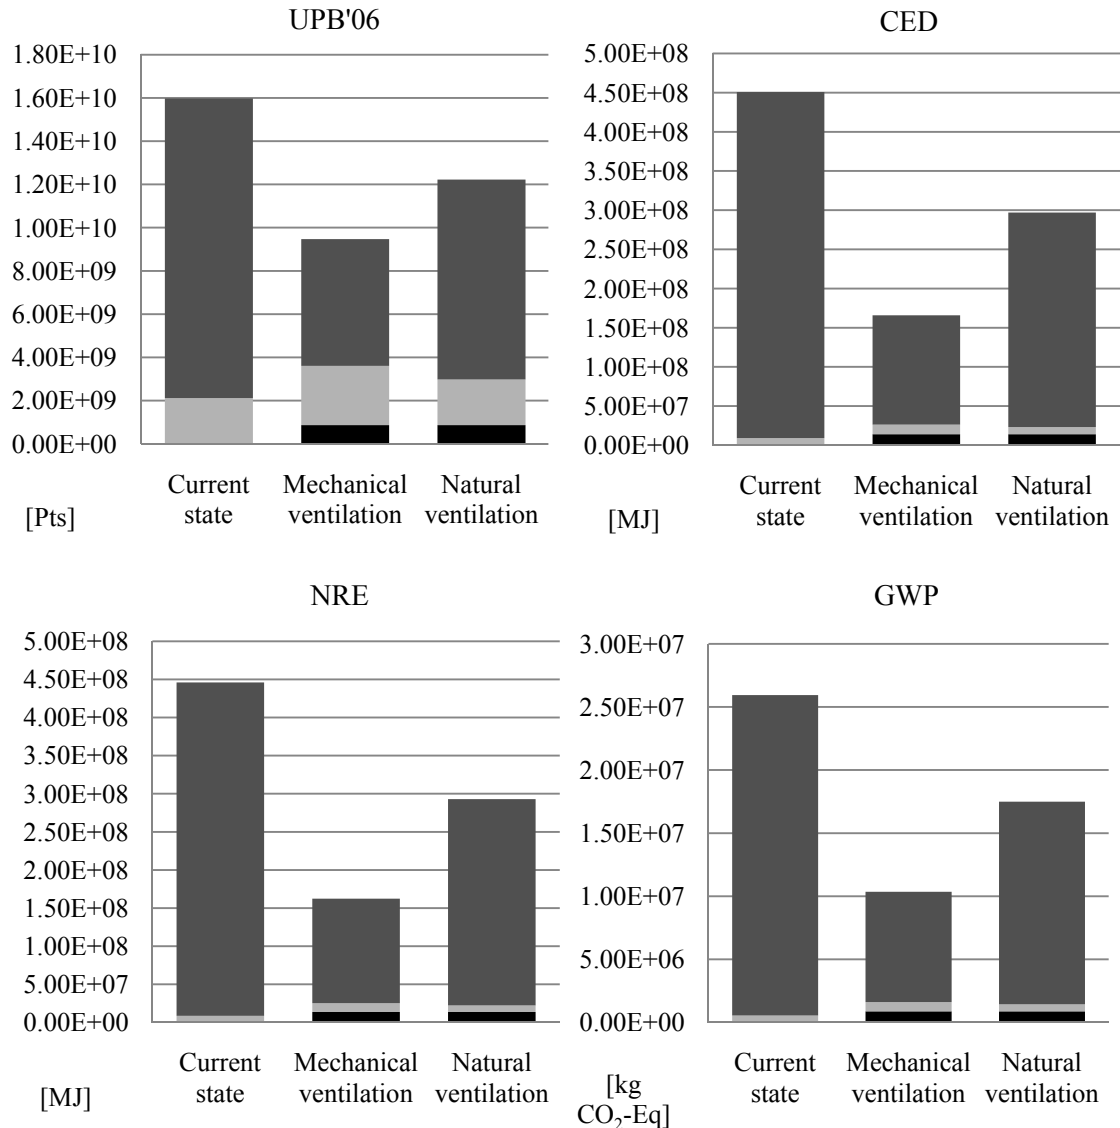 UPB'06
1.80E+10
1.60E+10
1.40E+10
1.20E+10
1.00E+10
8.00E+09
6.00E+09
4.00E+09
2.00E+09
0.00E+00
Current
state
Mechanical
ventilation
Natural
ventilation
[Pts]
CED
5.00E+08
4.50E+08
4.00E+08
3.50E+08
3.00E+08
2.50E+08
2.00E+08
1.50E+08
1.00E+08
5.00E+07
0.00E+00
Current
state
Mechanical
ventilation
Natural
ventilation
[MJ]
NRE
5.00E+08
4.50E+08
4.00E+08
3.50E+08
3.00E+08
2.50E+08
2.00E+08
1.50E+08
1.00E+08
5.00E+07
0.00E+00
Current
state
Mechanical
ventilation
Natural
ventilation
[MJ]
GWP
3.00E+07
2.50E+07
2.00E+07
1.50E+07
1.00E+07
5.00E+06
0.00E+00
Current
state
Mechanical
ventilation
Natural
ventilation
[kg
CO₂-Eq]